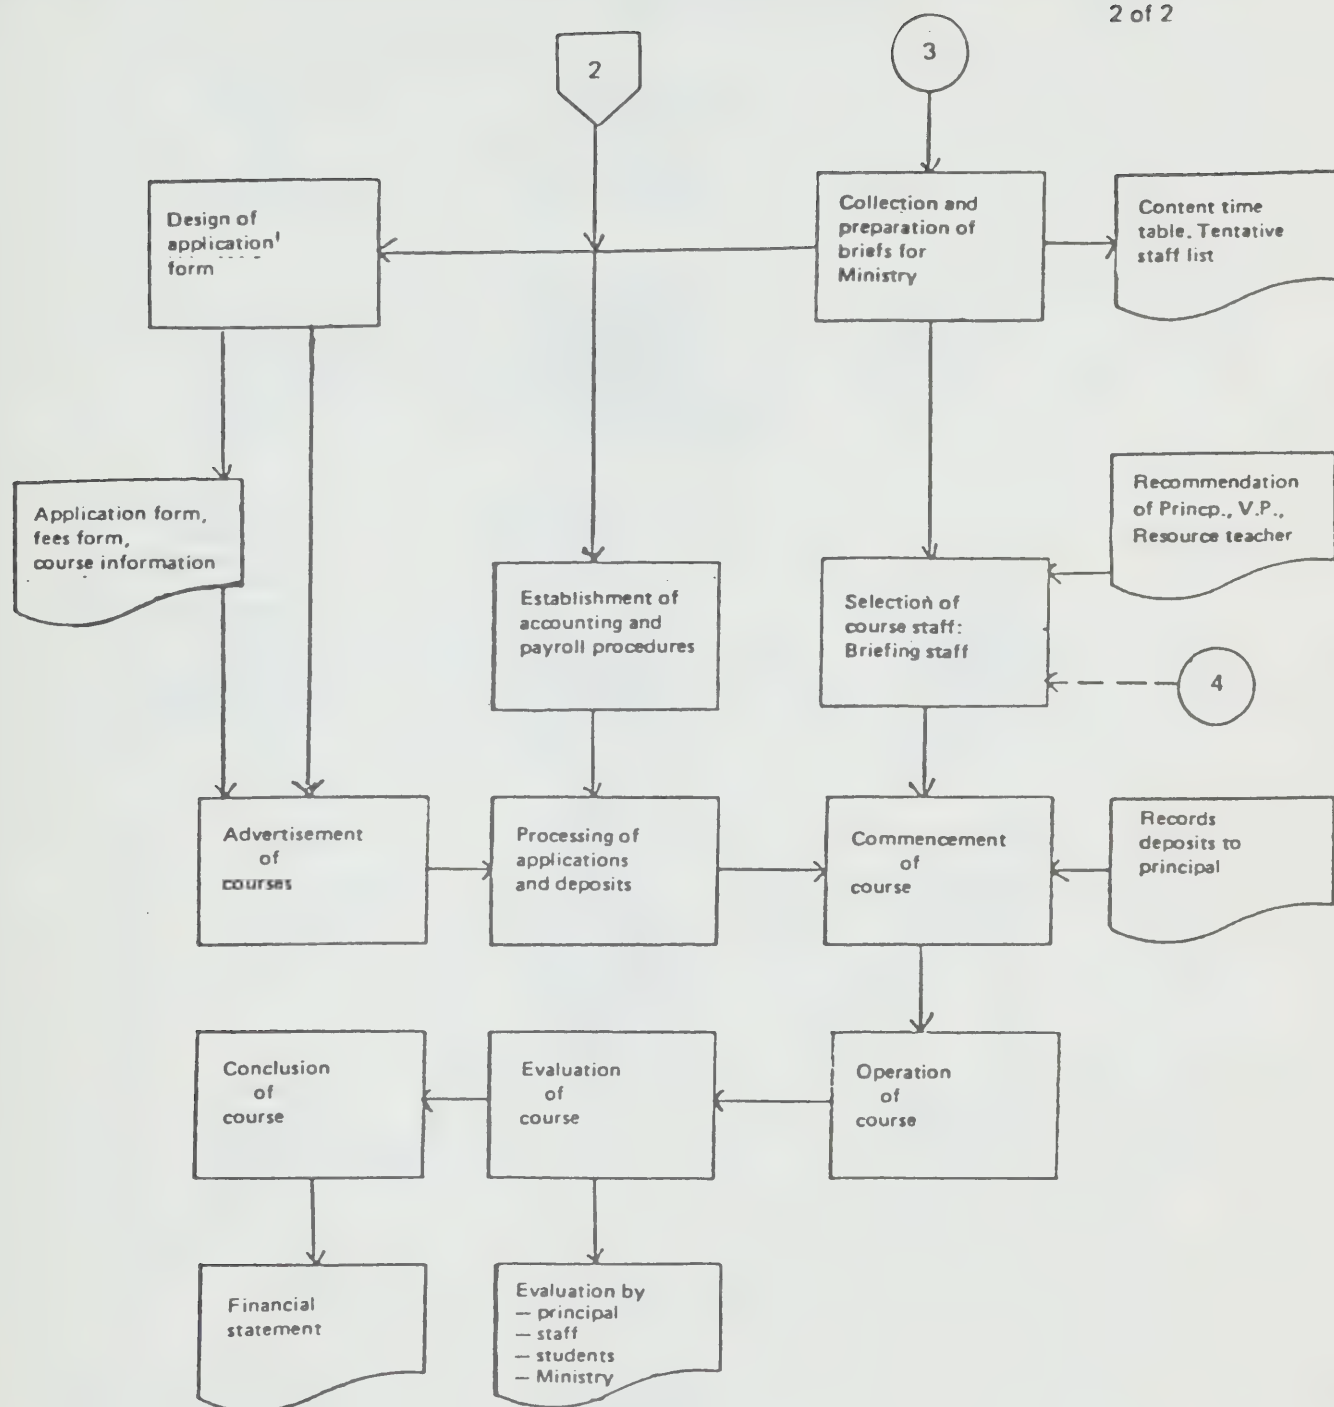 2 of 2
2
3
Design of
application
form
Collection and
preparation of
briefs for
Ministry
Content time
table. Tentative
staff list
Application form,
fees form,
course information
Recommendation
of Princp., V.P.,
Resource teacher
Establishment of
accounting and
payroll procedures
Selection of
course staff:
Briefing staff
4
Advertisement
of
courses
Processing of
applications
and deposits
Commencement
of
course
Records
deposits to
principal
Conclusion
of
course
Evaluation
of
course
Operation
of
course
Financial
statement
Evaluation by
— principal
— staff
— students
— Ministry